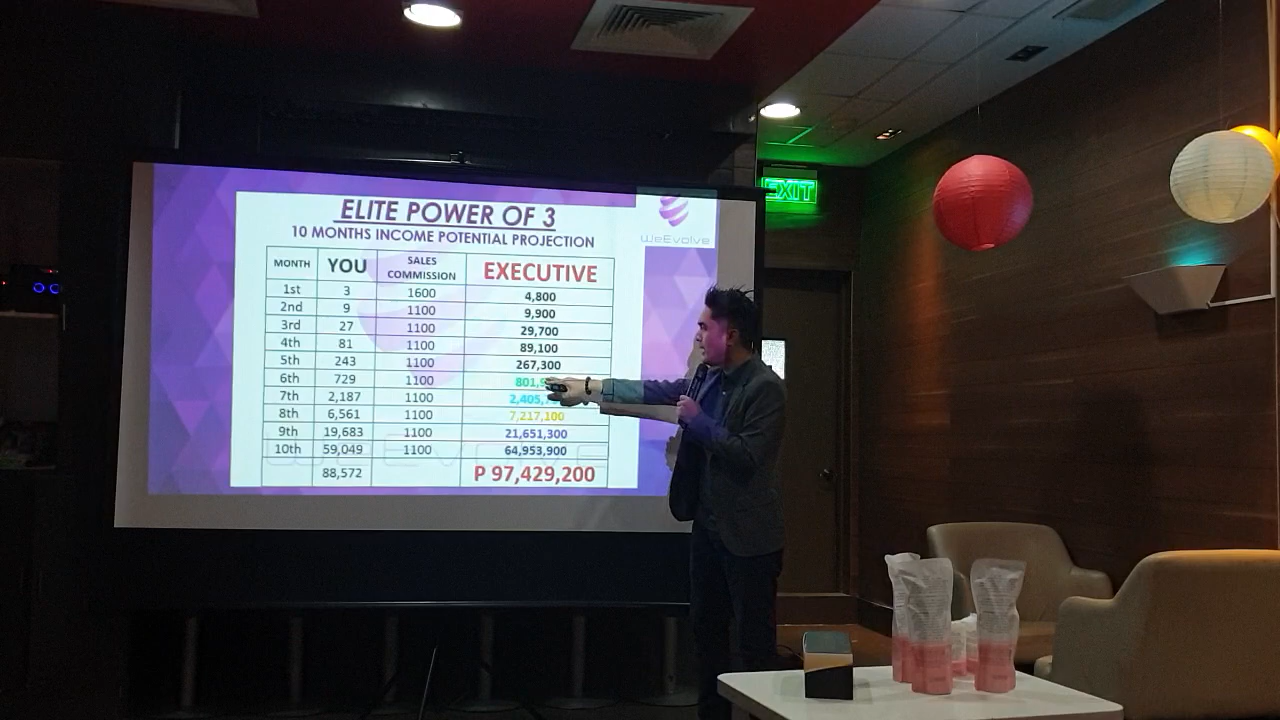 ELITE POWER OF 3
10 MONTHS INCOME POTENTIAL PROJECTION
WeEvolve
MONTH YOU SALES COMMISSION EXECUTIVE
1st 3 1600 4,800
2nd 9 1100 9,900
3rd 27 1100 29,700
4th 81 1100 89,100
5th 243 1100 267,300
6th 729 1100
7th 2,187 1100
8th 6,561 1100 7,217,100
9th 19,683 1100 21,651,300
10th 59,049 1100 64,953,900
88,572 P 97,429,200
EXIT